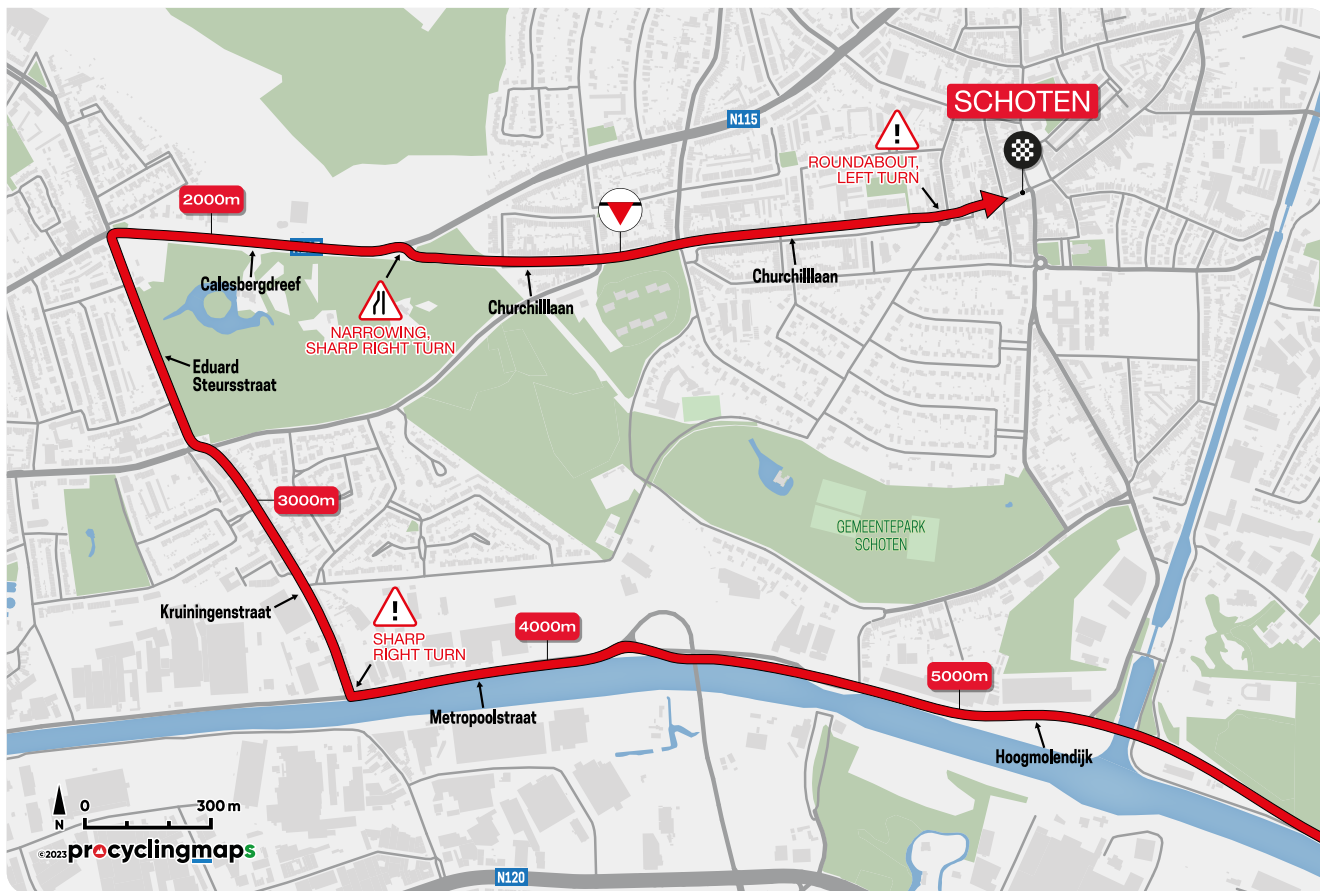 SCHOTEN
N115
ROUNDABOUT,
LEFT TURN
2000m
Calesbergdreef
NARROWING,
SHARP RIGHT TURN
Churchilllaan
Churchilllaan
Eduard
Steursstraat
3000m
GEMEENTEPARK
SCHOTEN
Kruiningenstraat
SHARP
RIGHT TURN
4000m
5000m
Metropoolstraat
Hoogmolendijk
0 300 m
N
©2023 procyclingmaps
N120